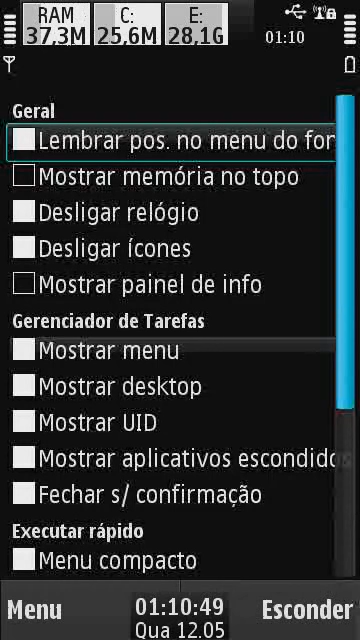 RAM C: E:
37,3M 25,6M 28,1G
01:10
Geral
Lembrar pos. no menu do fon
Mostrar memória no topo
Desligar relógio
Desligar ícones
Mostrar painel de info
Gerenciador de Tarefas
Mostrar menu
Mostrar desktop
Mostrar UID
Mostrar aplicativos escondidos
Fechar s/ confirmação
Executar rápido
Menu compacto
Menu 01:10:49 Esconder
Qua 12.05